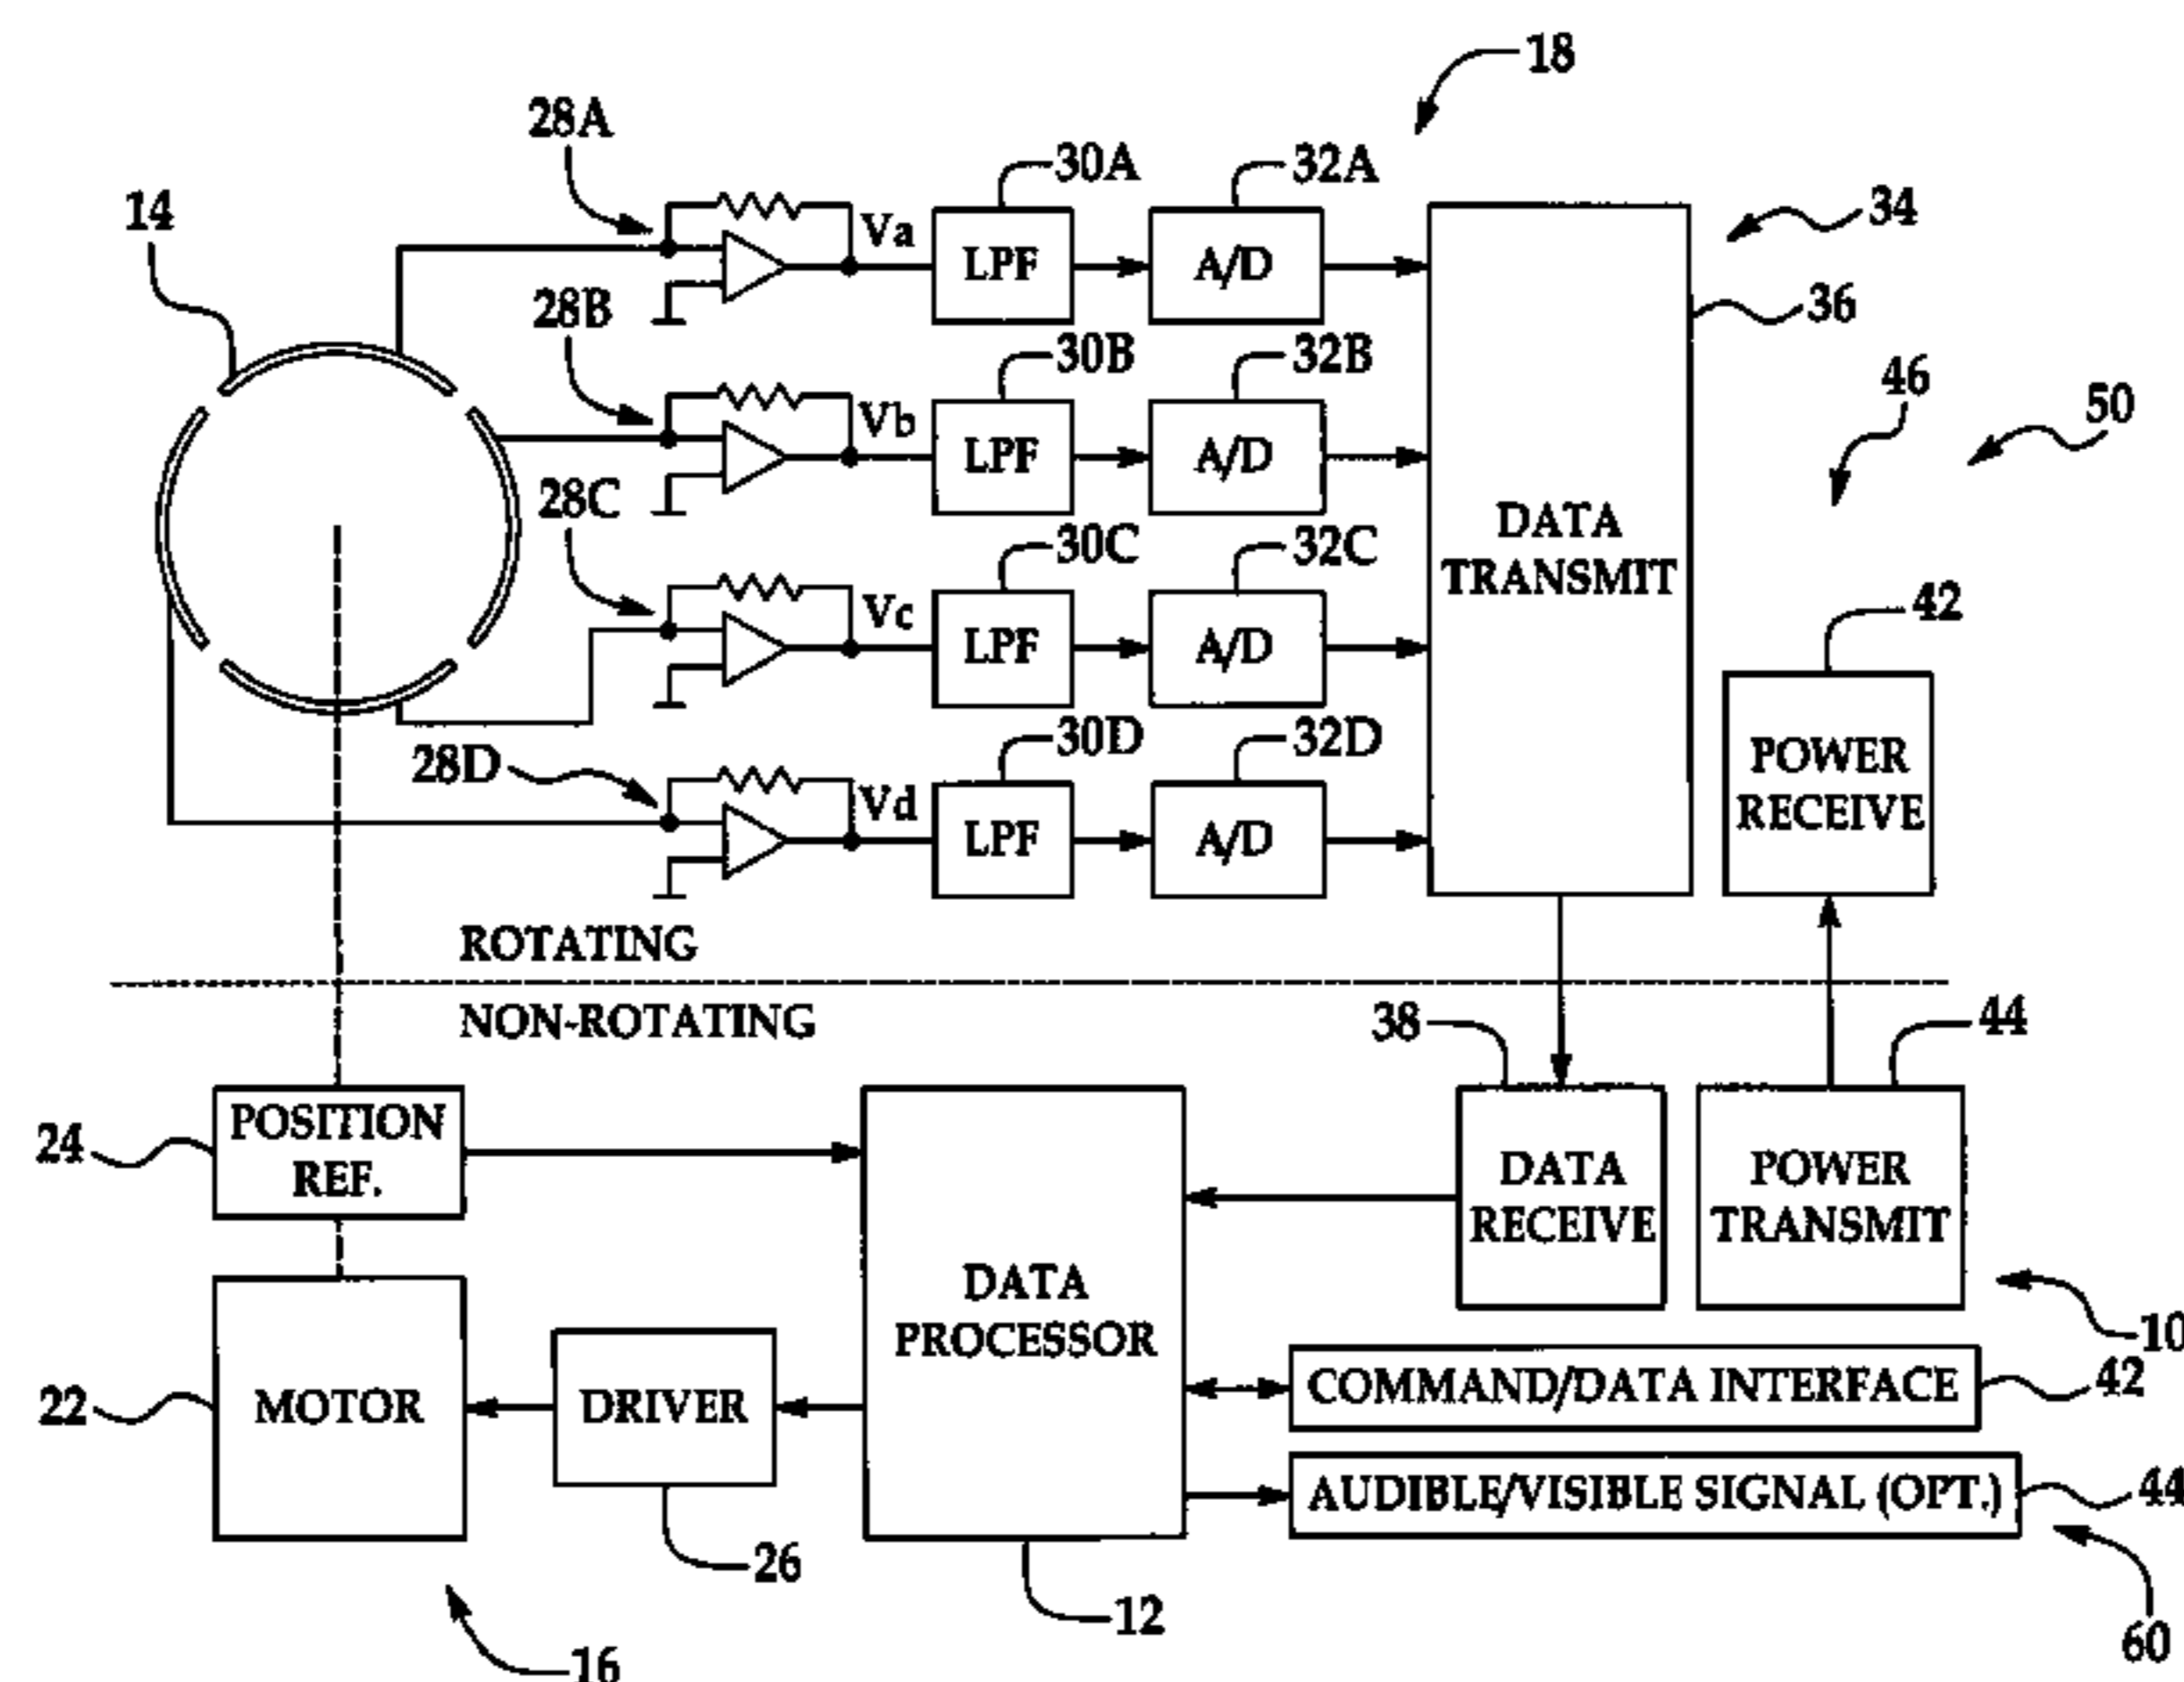 18
28A
30A
32A
14
Va
LPF
A/D
34
28B
36
30B
32B
46
50
Vb
LPF
A/D
28C
DATA
TRANSMIT
30C
32C
42
Vc
LPF
A/D
28D
30D
32D
POWER
RECEIVE
Vd
LPF
A/D
ROTATING
NON-ROTATING
38
44
24
POSITION
REF.
DATA
RECEIVE
POWER
TRANSMIT
DATA
PROCESSOR
10
22
MOTOR
DRIVER
COMMAND/DATA INTERFACE
42
AUDIBLE/VISIBLE SIGNAL (OPT.)
44
26
12
16
60